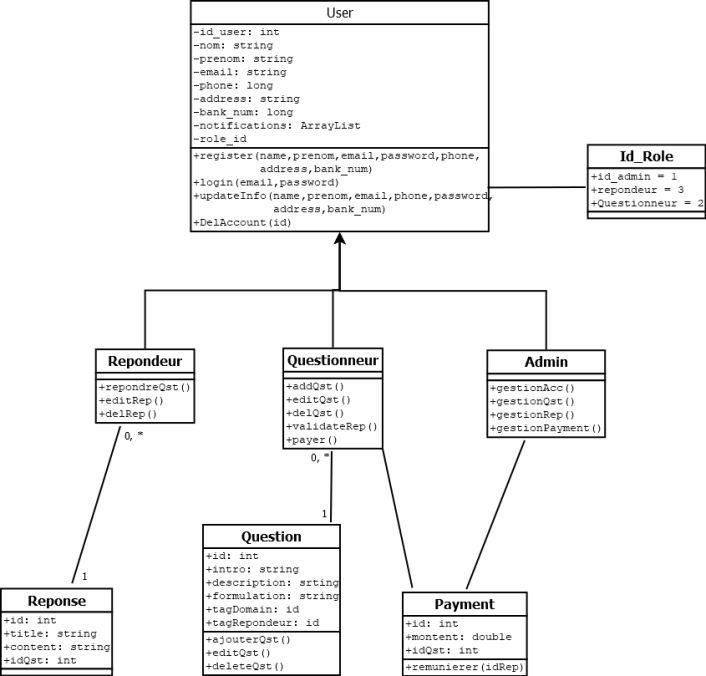 User
-id_user: int
-nom: string
-prenom: string
-email: string
-phone: long
-address: string
-bank_num: long
-notifications: ArrayList
-role_id
+register(name,prenom,email,password,phone,
address,bank_num)
+login(email,password)
+updateInfo(name,prenom,email,phone,password,
address,bank_num)
+DelAccount(id)
Id_Role
+id_admin = 1
+repondeur = 3
+Questionneur = 2
Repondeur
+repondreQst()
+editRep()
+delRep()
Questionneur
+addQst()
+editQst()
+delQst()
+validateRep()
+payer()
Admin
+gestionAcc()
+gestionQst()
+gestionRep()
+gestionPayment()
0, *
0, *
1
1
Reponse
+id: int
+title: string
+content: string
+idQst: int
Question
+id: int
+intro: string
+description: srting
+formulation: string
+tagDomain: id
+tagRepondeur: id
+ajouterQst()
+editQst()
+deleteQst()
Payment
+id: int
+montent: double
+idQst: int
+remunierer(idRep)